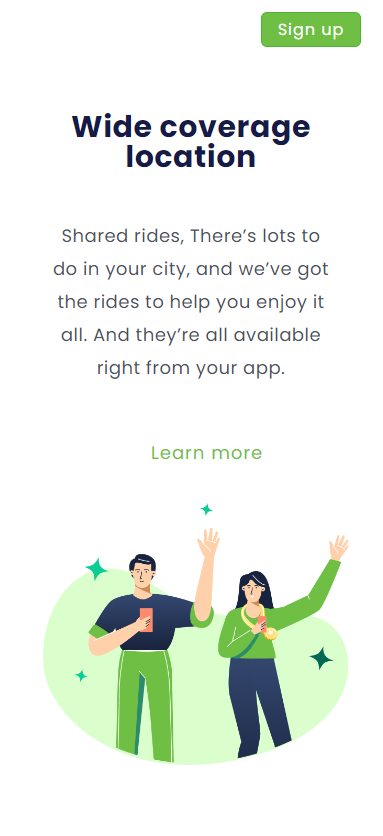 Sign up
Wide coverage
location
Shared rides, There’s lots to
do in your city, and we’ve got
the rides to help you enjoy it
all. And they’re all available
right from your app.
Learn more